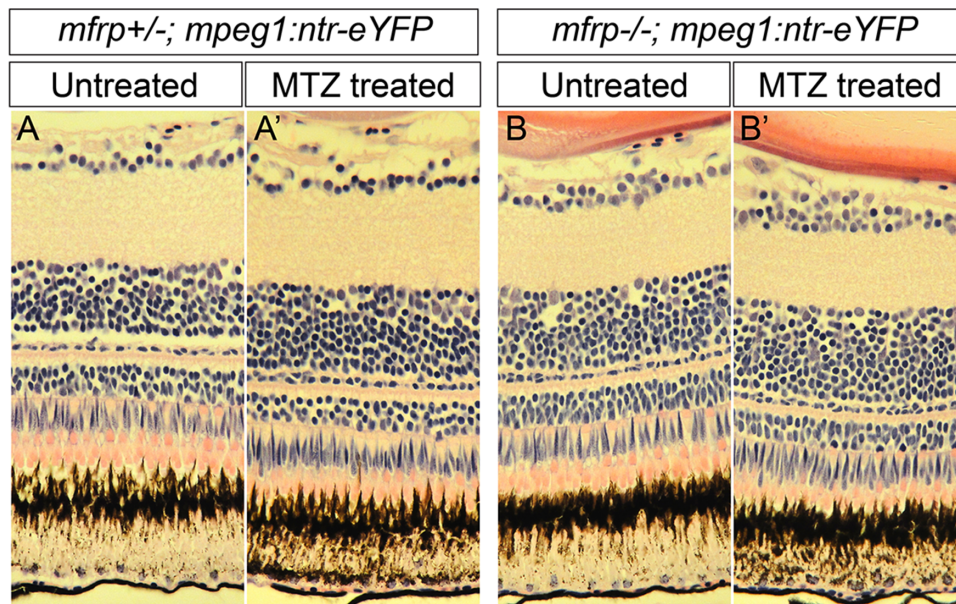 mfrp+/-; mpeg1:ntr-eYFP
mfrp-/-; mpeg1:ntr-eYFP
Untreated
MTZ treated
Untreated
MTZ treated
A
A’
B
B’